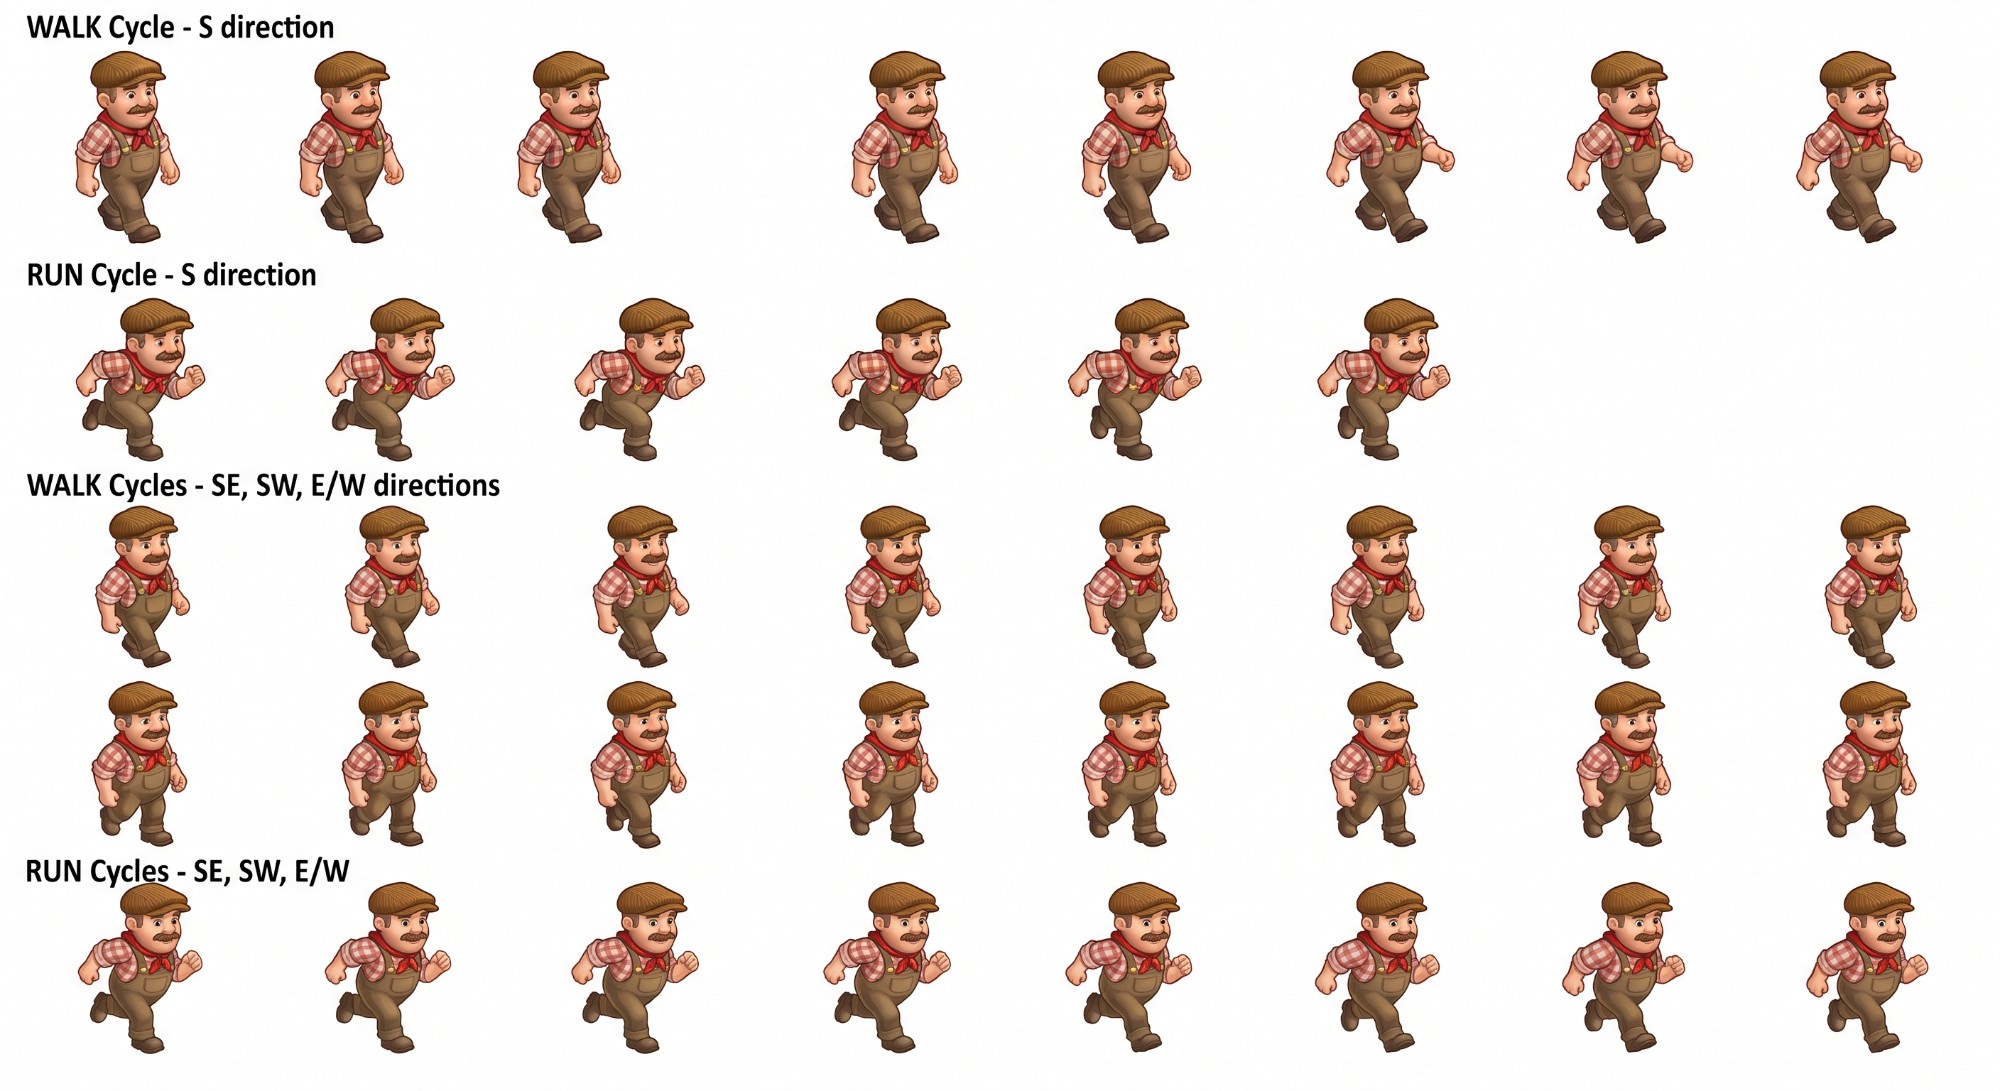 WALK Cycle - S direction
RUN Cycle - S direction
WALK Cycles - SE, SW, E/W directions
RUN Cycles - SE, SW, E/W